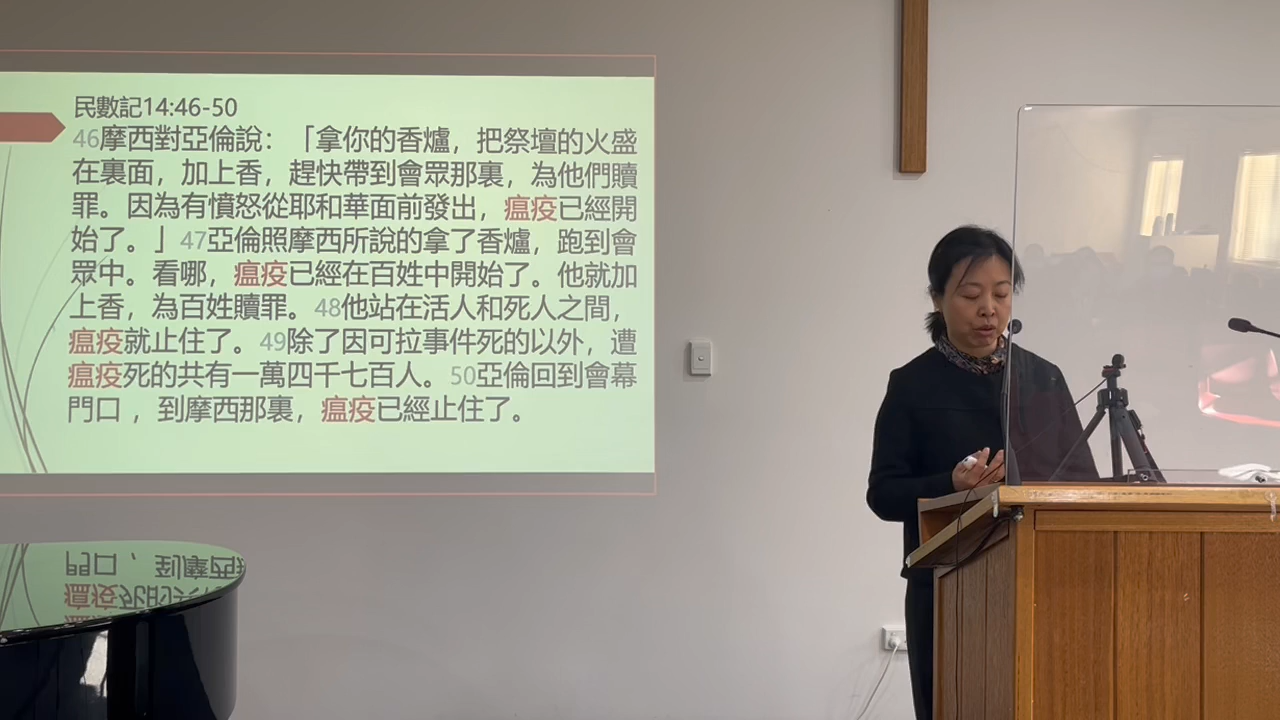 民數記14:46-50
46摩西對亞倫說：「拿你的香爐，把祭壇的火盛
在裏面，加上香，趕快帶到會眾那裏，為他們贖
罪。因為有憤怒從耶和華面前發出，瘟疫已經開
始了。」47亞倫照摩西所說的拿了香爐，跑到會
眾中。看哪，瘟疫已經在百姓中開始了。他就加
上香，為百姓贖罪。48他站在活人和死人之間，
瘟疫就止住了。49除了因可拉事件死的以外，遭
瘟疫死的共有一萬四千七百人。50亞倫回到會幕
門口，到摩西那裏，瘟疫已經止住了。